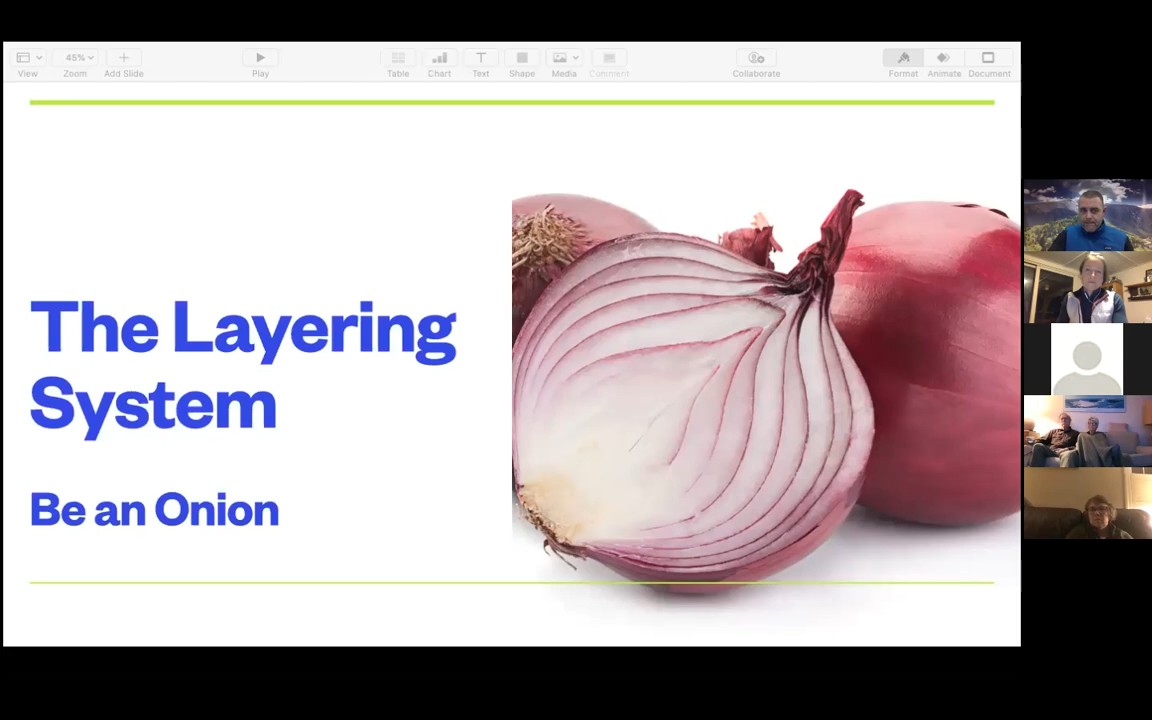 45%
View
Zoom
Add Slide
Play
Table
Chart
Text
Shape
Media
Comment
Collaborate
Format
Animate
Document
The Layering
System
Be an Onion